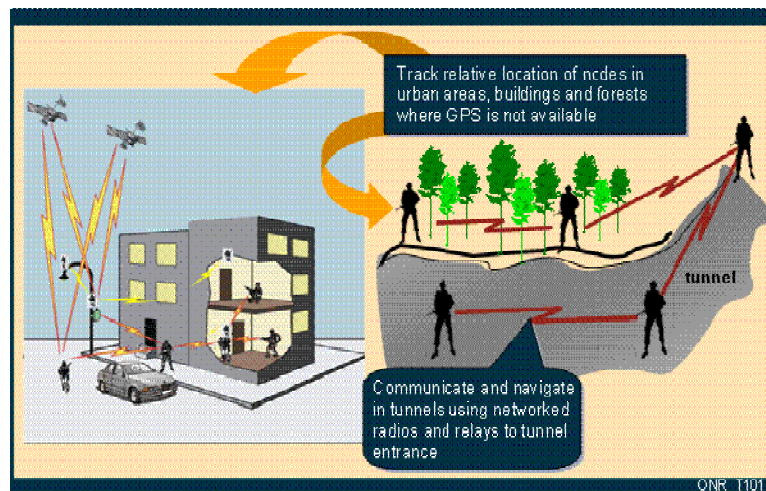 Track relative location of nodes in
urban areas, buildings and forests
where GPS is not available
tunnel
Communicate and navigate
in tunnels using networked
radios and relays to tunnel
entrance
ONR T101